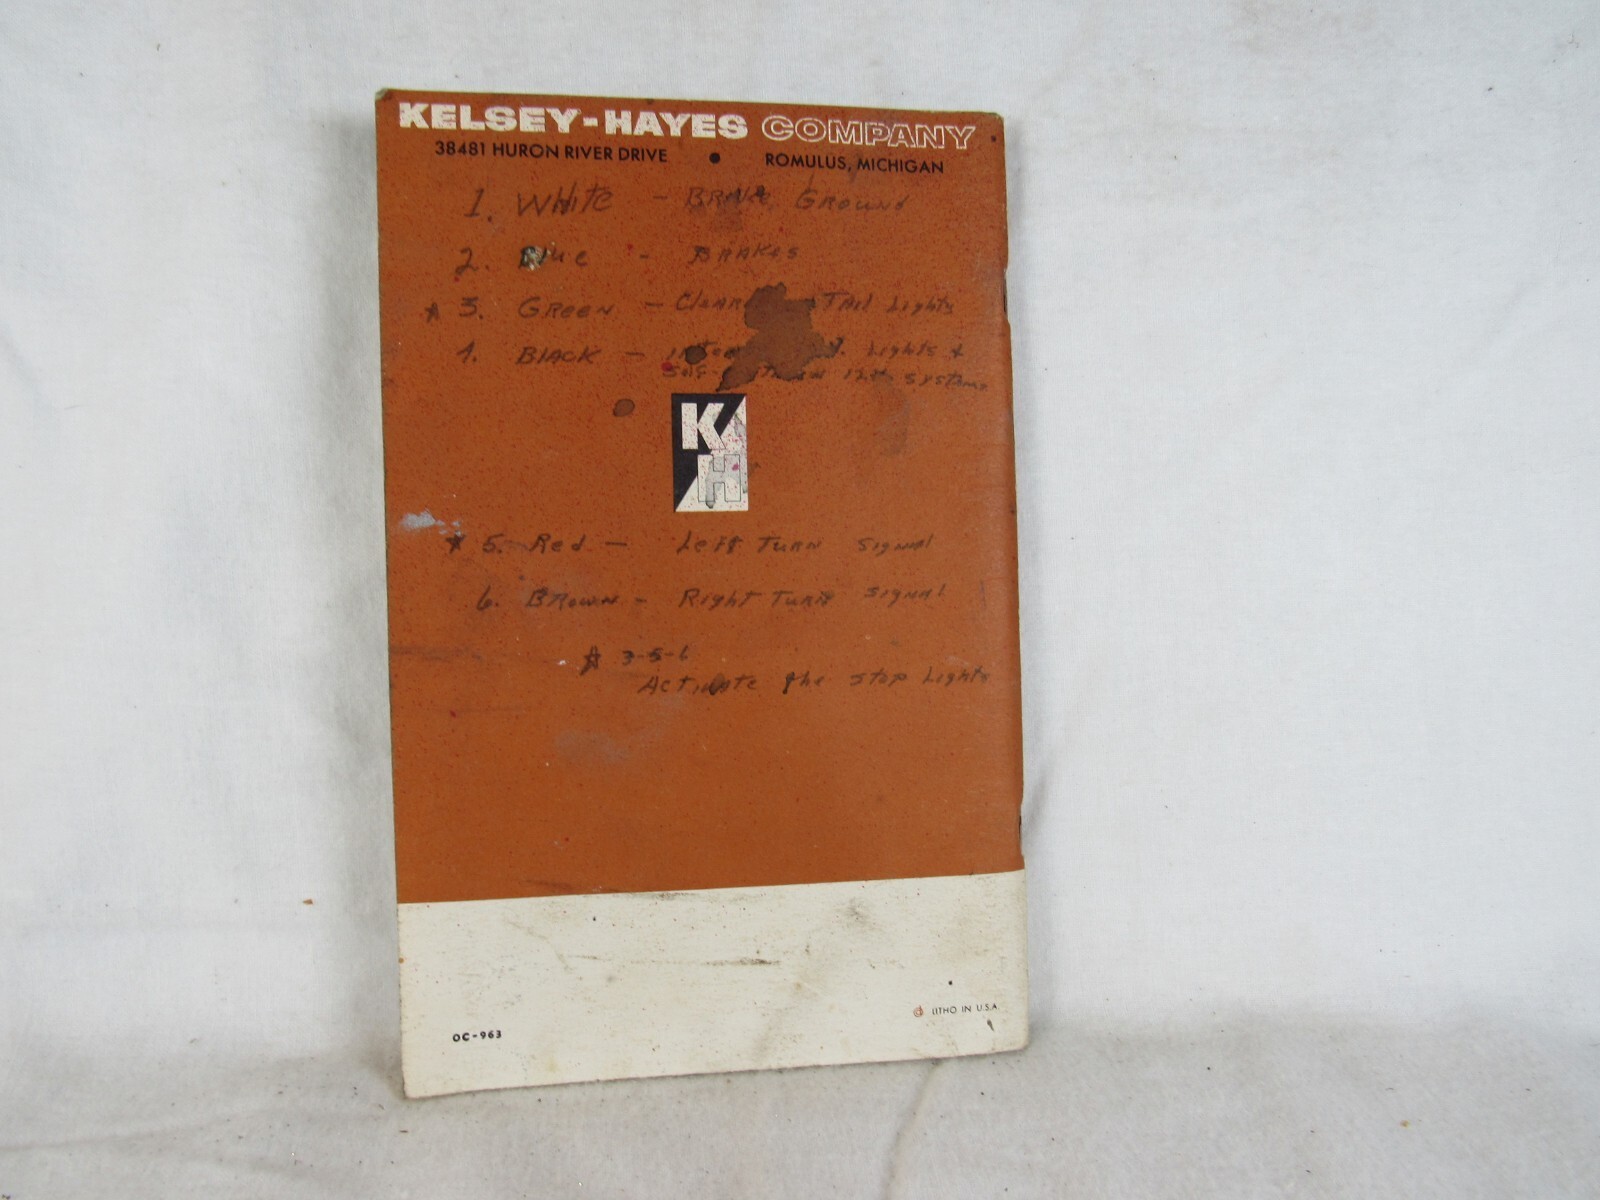 KELSEY-HAYES COMPANY
38481 HURON RIVER DRIVE • ROMULUS, MICHIGAN
1. White - Ground
2. Blue - Brakes
☆ 3. Green - Tail Lights
4. Black - Lights &
12V. Systems
K
H
☆ 5. Red - Left Turn Signal
6. Brown - Right Turn Signal
☆ 3-5-6
Activate the Stop Lights
OC-963
LITHO IN U.S.A.